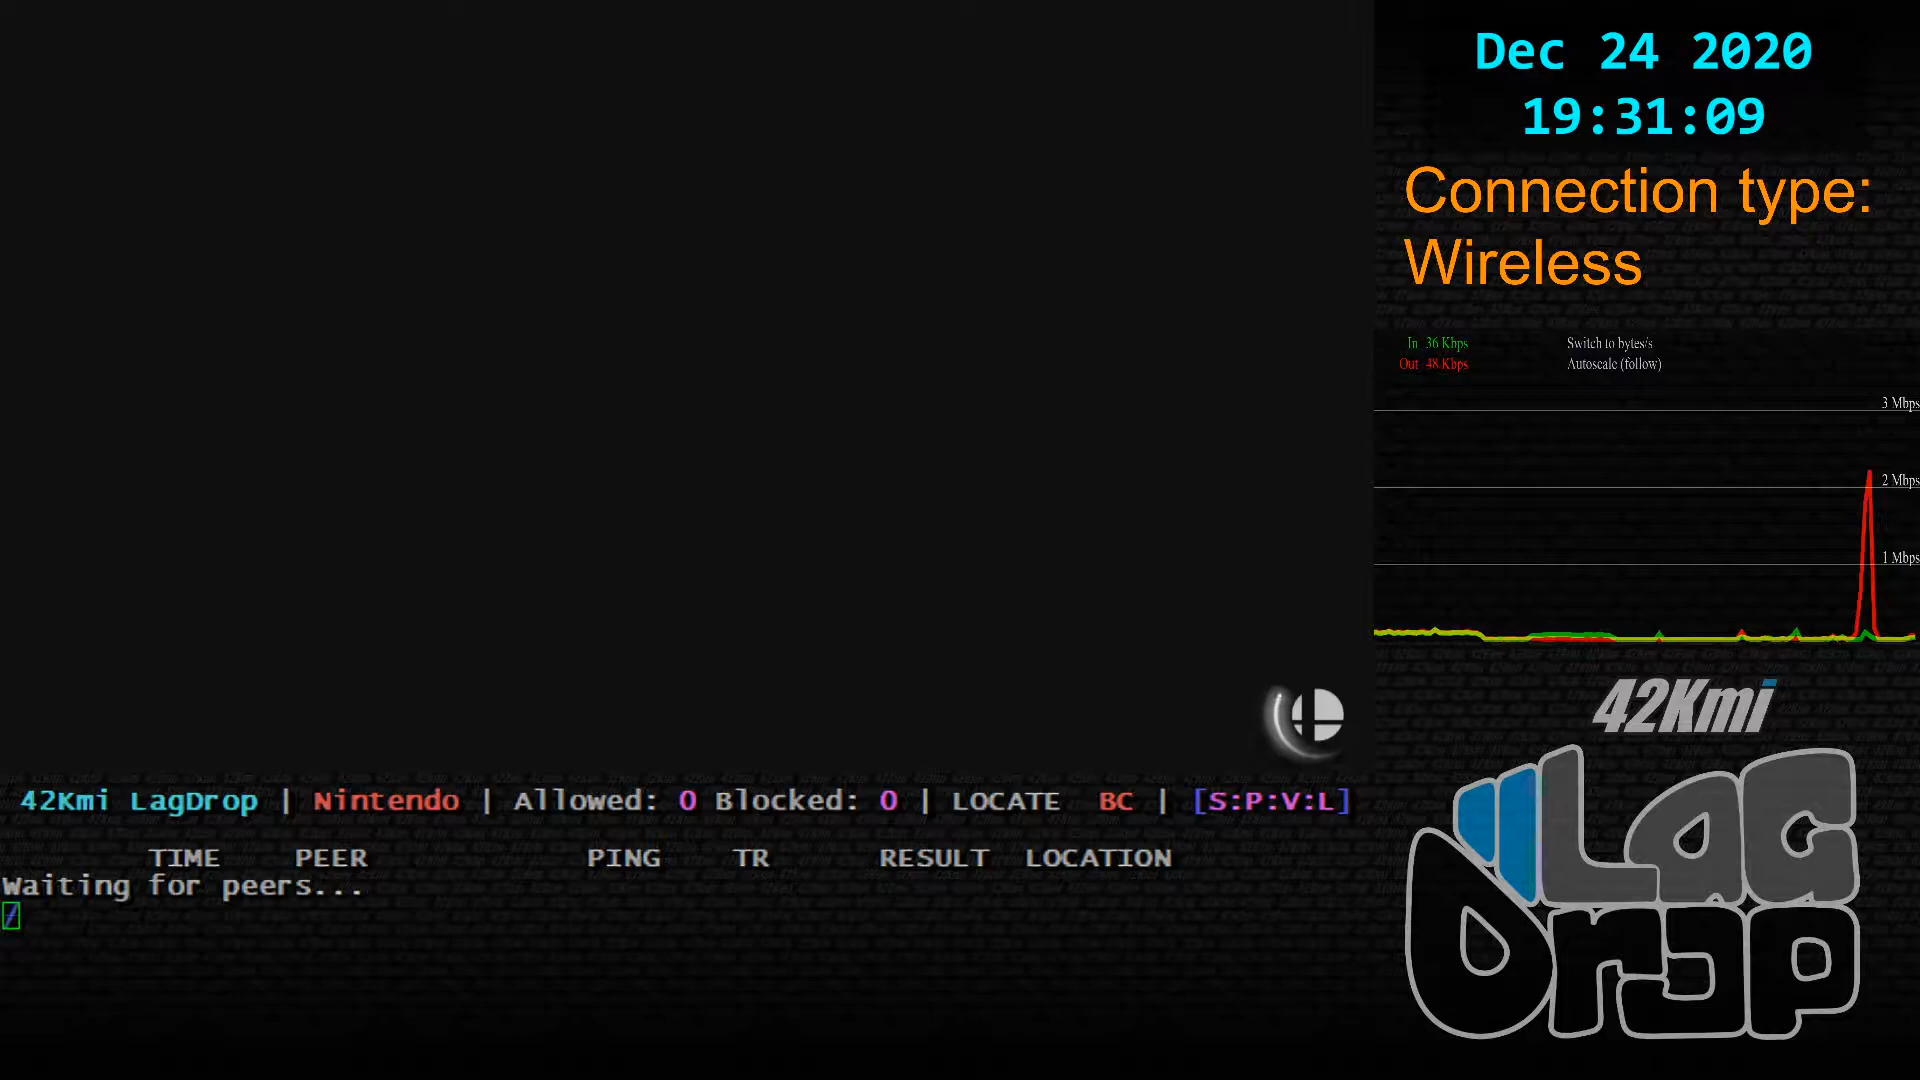 Dec 24 2020
19:31:09
Connection type:
Wireless
In 36 Kbps
Out 48 Kbps
Switch to bytes/s
Autoscale (follow)
3 Mbps
2 Mbps
1 Mbps
42Kmi
LagDrop
42Kmi LagDrop | Nintendo | Allowed: 0 Blocked: 0 | LOCATE BC | [S:P:V:L]
TIME PEER PING TR RESULT LOCATION
Waiting for peers...
/